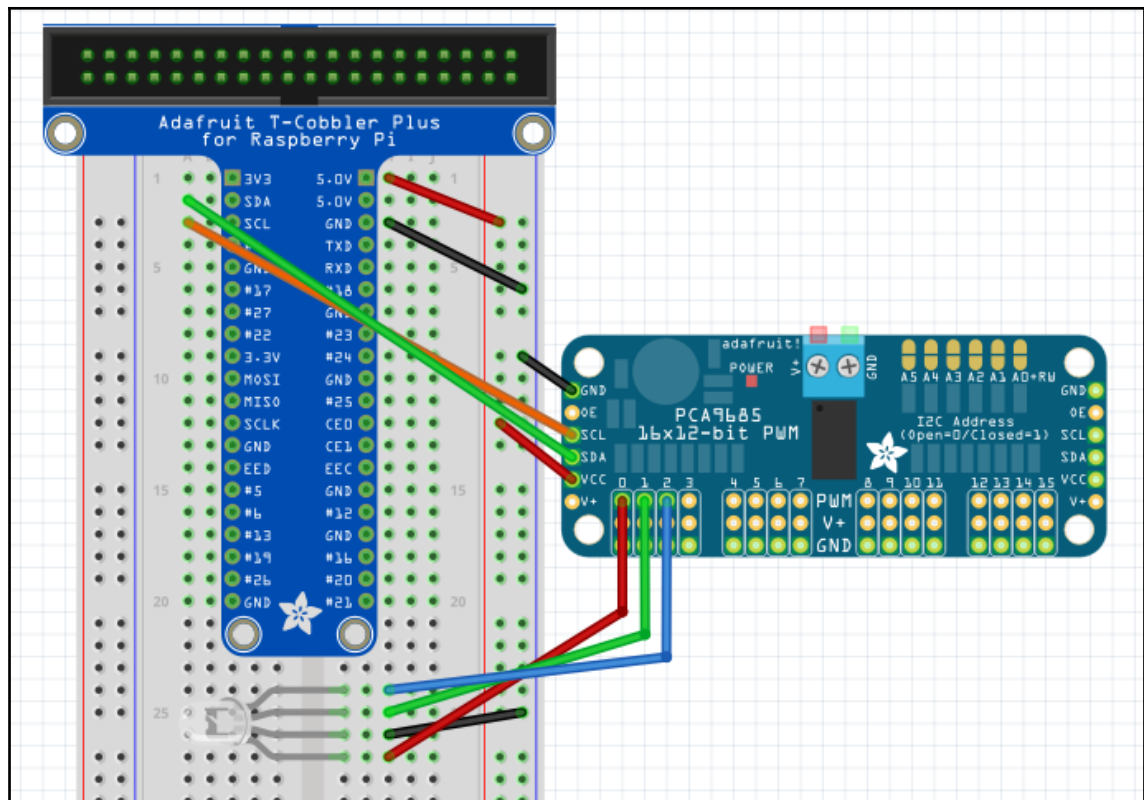 Adafruit T-Cobbler Plus
for Raspberry Pi
1
3V3 5.0V
1
SDA 5.0V
SCL GND
TXD
5
GND RXD
5
#17 #18
#27 GND
#22 #23
3.3V #24
10
MOSI GND
MISO #25
SCLK CE0
GND CE1
EED EEC
15
#5 GND
15
#6 #12
#13 GND
#19 #16
#26 #20
20
GND #21
20
25
adafruit!
V+
GND
POWER
A5 A4 A3 A2 A1 A0+RW
GND
OE
SCL
SDA
VCC
V+
PCA9685
16x12-bit PWM
I2C Address
(Open=0/Closed=1)
GND
OE
SCL
SDA
VCC
V+
0 1 2 3 4 5 6 7 8 9 10 11 12 13 14 15
PWM
V+
GND